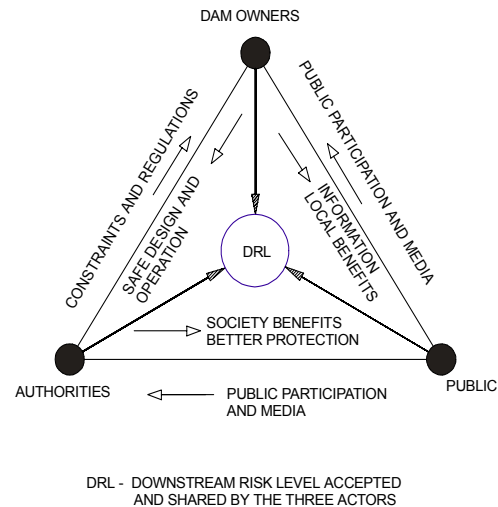 DAM OWNERS
CONSTRAINTS AND REGULATIONS
SAFE DESIGN AND
OPERATION
PUBLIC PARTICIPATION AND MEDIA
INFORMATION
LOCAL BENEFITS
DRL
SOCIETY BENEFITS
BETTER PROTECTION
AUTHORITIES
PUBLIC
PUBLIC PARTICIPATION
AND MEDIA
DRL - DOWNSTREAM RISK LEVEL ACCEPTED
AND SHARED BY THE THREE ACTORS